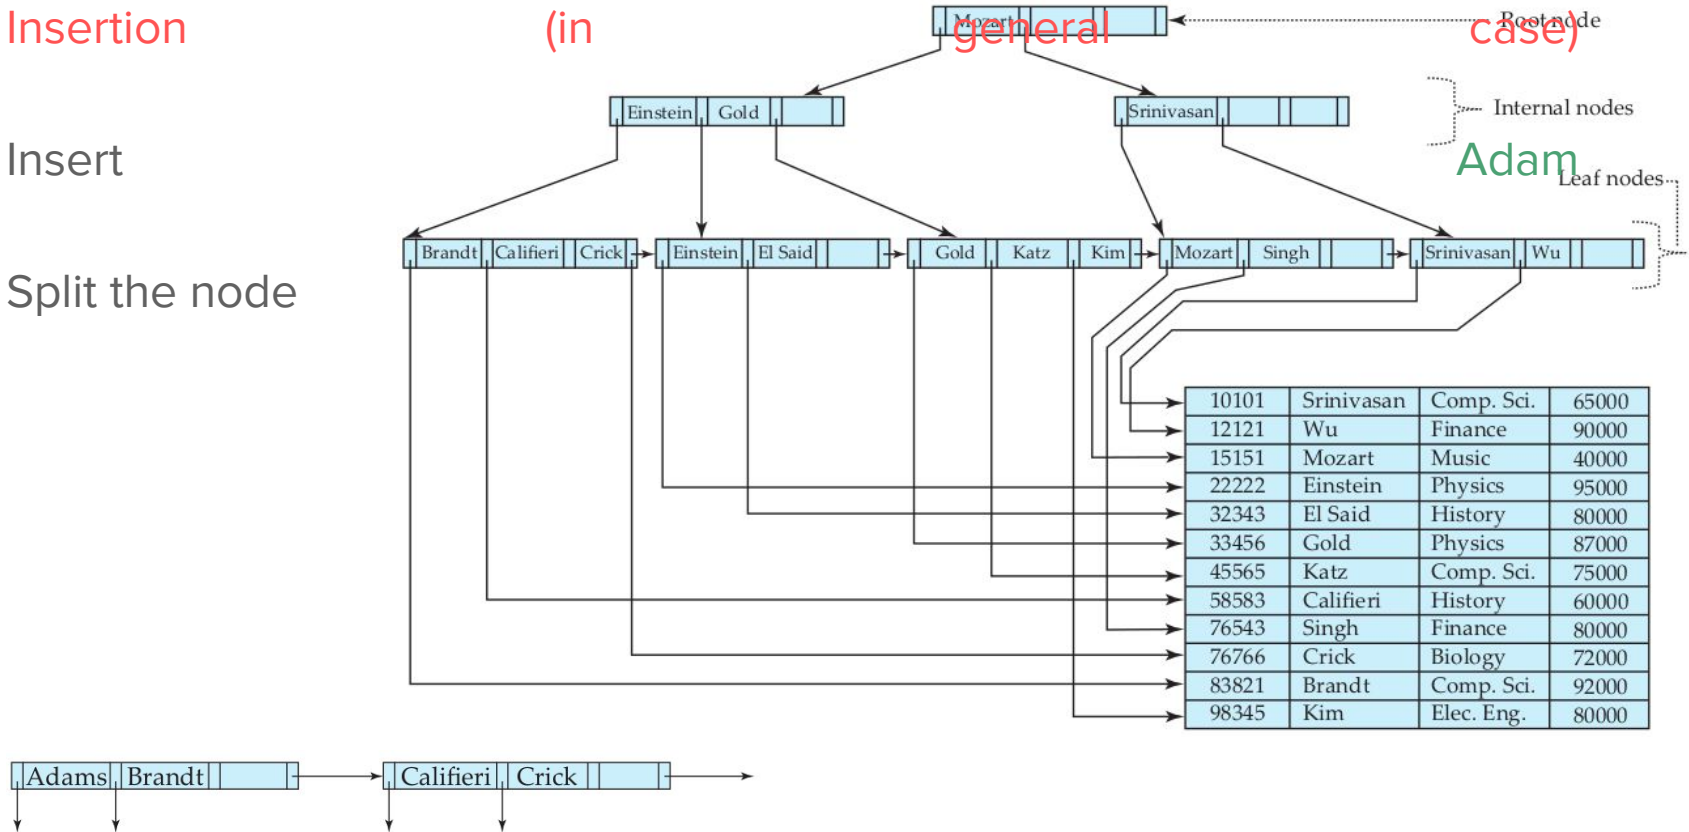 Insertion (in general case)
Mozart
Root node
Einstein Gold
Srinivasan
Internal nodes
Insert Adam
Leaf nodes
Brandt Califieri Crick Einstein El Said Gold Katz Kim Mozart Singh Srinivasan Wu
Split the node
10101 Srinivasan Comp. Sci. 65000
12121 Wu Finance 90000
15151 Mozart Music 40000
22222 Einstein Physics 95000
32343 El Said History 80000
33456 Gold Physics 87000
45565 Katz Comp. Sci. 75000
58583 Califieri History 60000
76543 Singh Finance 80000
76766 Crick Biology 72000
83821 Brandt Comp. Sci. 92000
98345 Kim Elec. Eng. 80000
Adams Brandt Califieri Crick